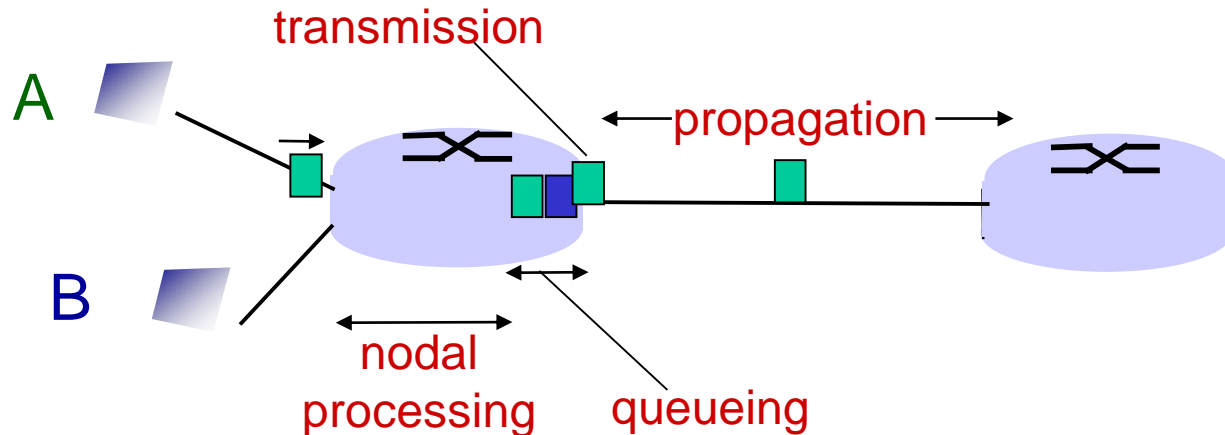 transmission
A
propagation
B
nodal
processing
queueing